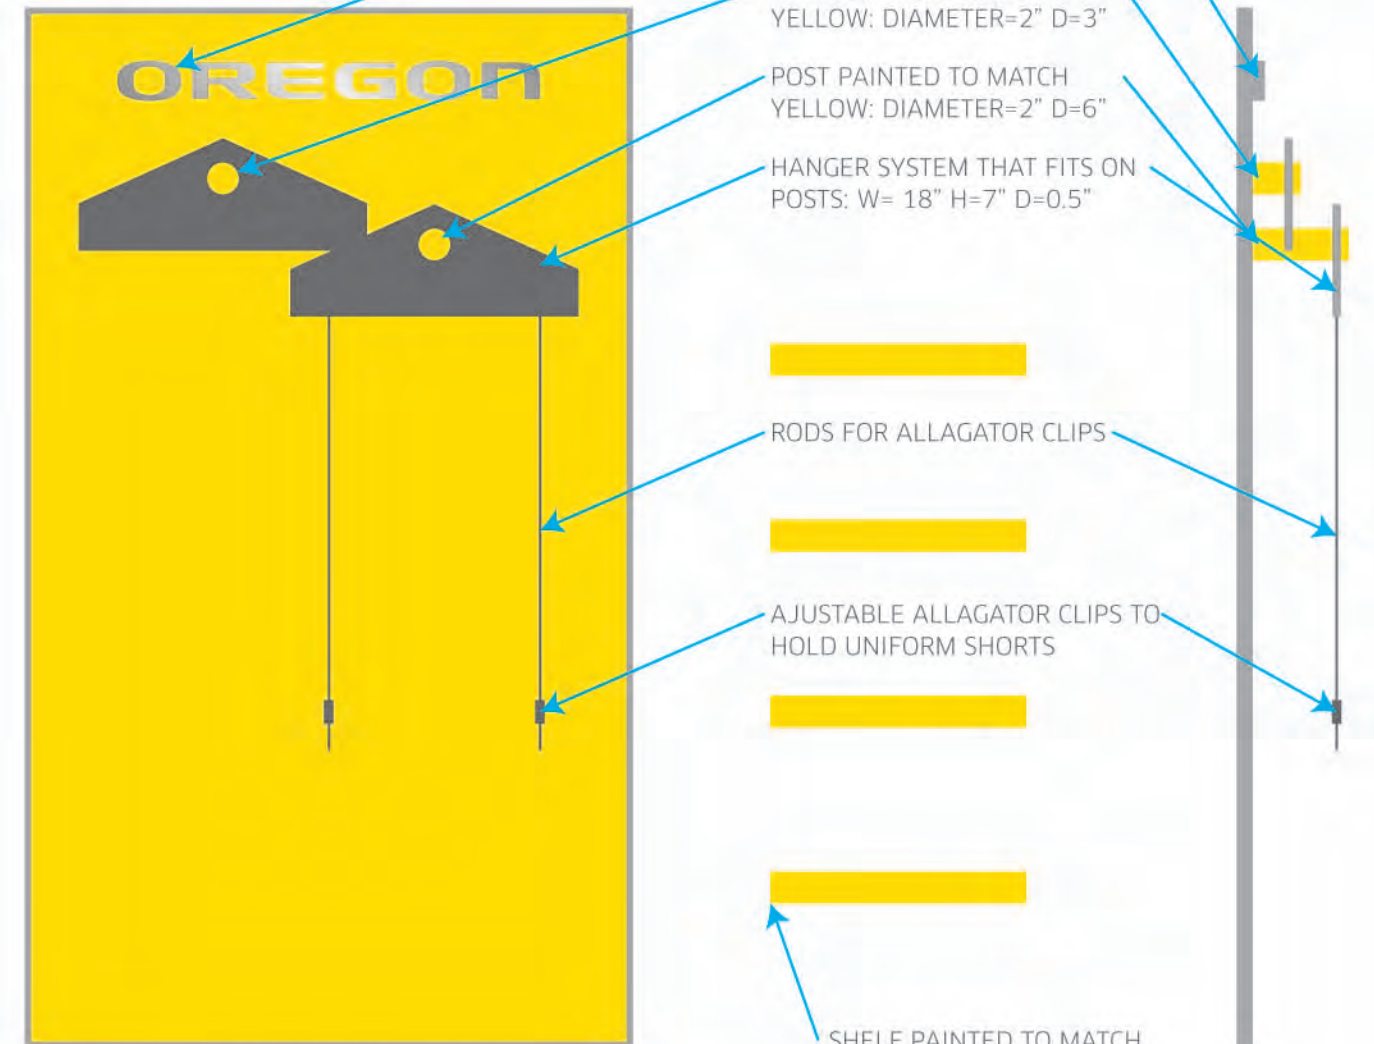 OREGON
YELLOW: DIAMETER=2" D=3"
POST PAINTED TO MATCH
YELLOW: DIAMETER=2" D=6"
HANGER SYSTEM THAT FITS ON
POSTS: W= 18" H=7" D=0.5"
RODS FOR ALLAGATOR CLIPS
AJUSTABLE ALLAGATOR CLIPS TO
HOLD UNIFORM SHORTS
SHELF PAINTED TO MATCH